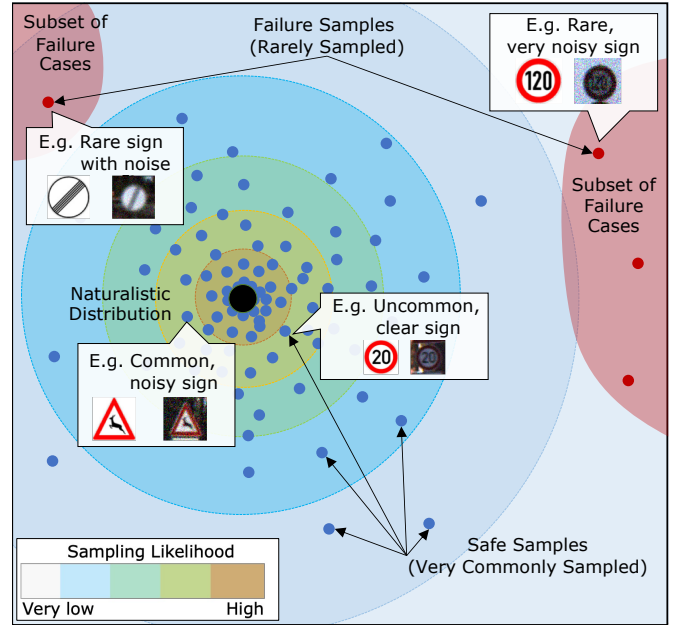 Subset of
Failure
Cases
Failure Samples
(Rarely Sampled)
E.g. Rare,
very noisy sign
120
120
E.g. Rare sign
with noise
Subset of
Failure
Cases
Naturalistic
Distribution
E.g. Uncommon,
clear sign
20
20
E.g. Common,
noisy sign
Safe Samples
(Very Commonly Sampled)
Sampling Likelihood
Very low
High